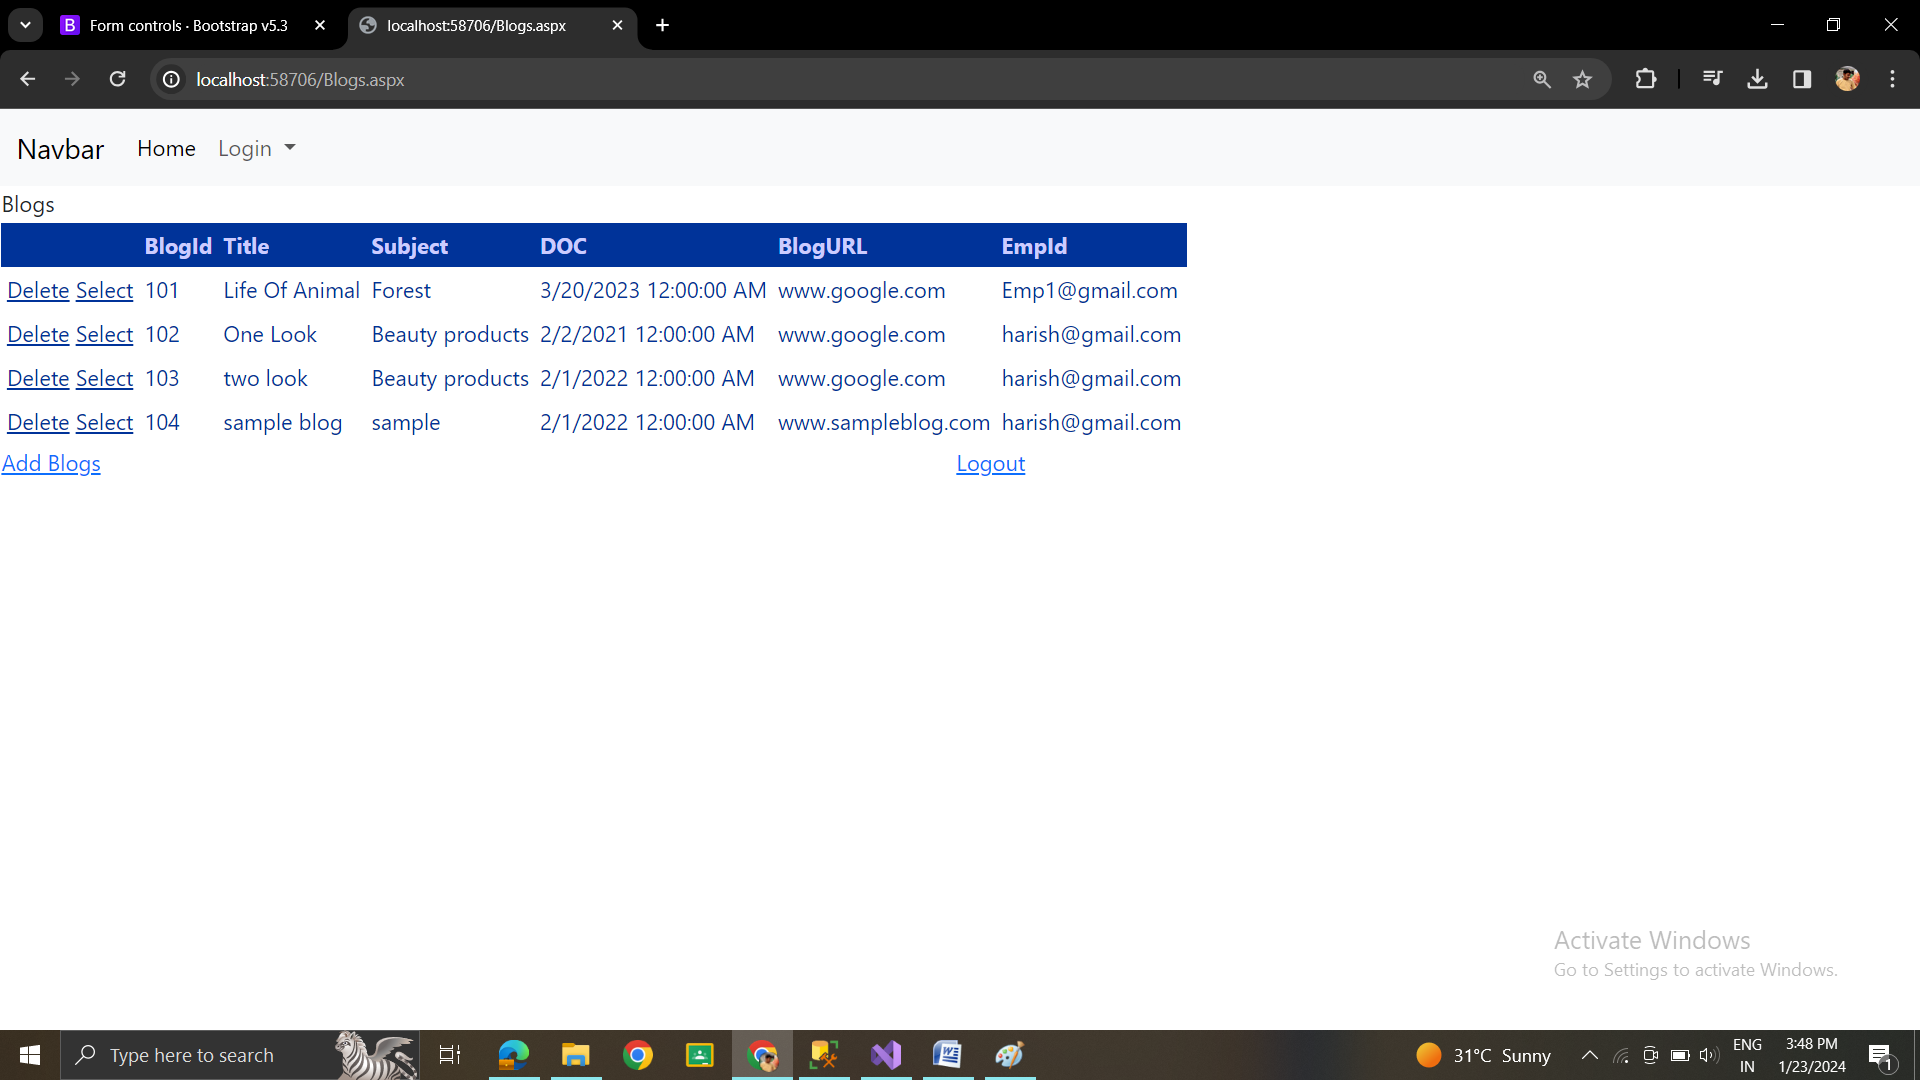 Form controls · Bootstrap v5.3
localhost:58706/Blogs.aspx
localhost:58706/Blogs.aspx
Navbar Home Login
Blogs
BlogId Title Subject DOC BlogURL EmpId
Delete Select 101 Life Of Animal Forest 3/20/2023 12:00:00 AM www.google.com Emp1@gmail.com
Delete Select 102 One Look Beauty products 2/2/2021 12:00:00 AM www.google.com harish@gmail.com
Delete Select 103 two look Beauty products 2/1/2022 12:00:00 AM www.google.com harish@gmail.com
Delete Select 104 sample blog sample 2/1/2022 12:00:00 AM www.sampleblog.com harish@gmail.com
Add Blogs Logout
Activate Windows
Go to Settings to activate Windows.
Type here to search
31°C Sunny
ENG
IN
3:48 PM
1/23/2024
1